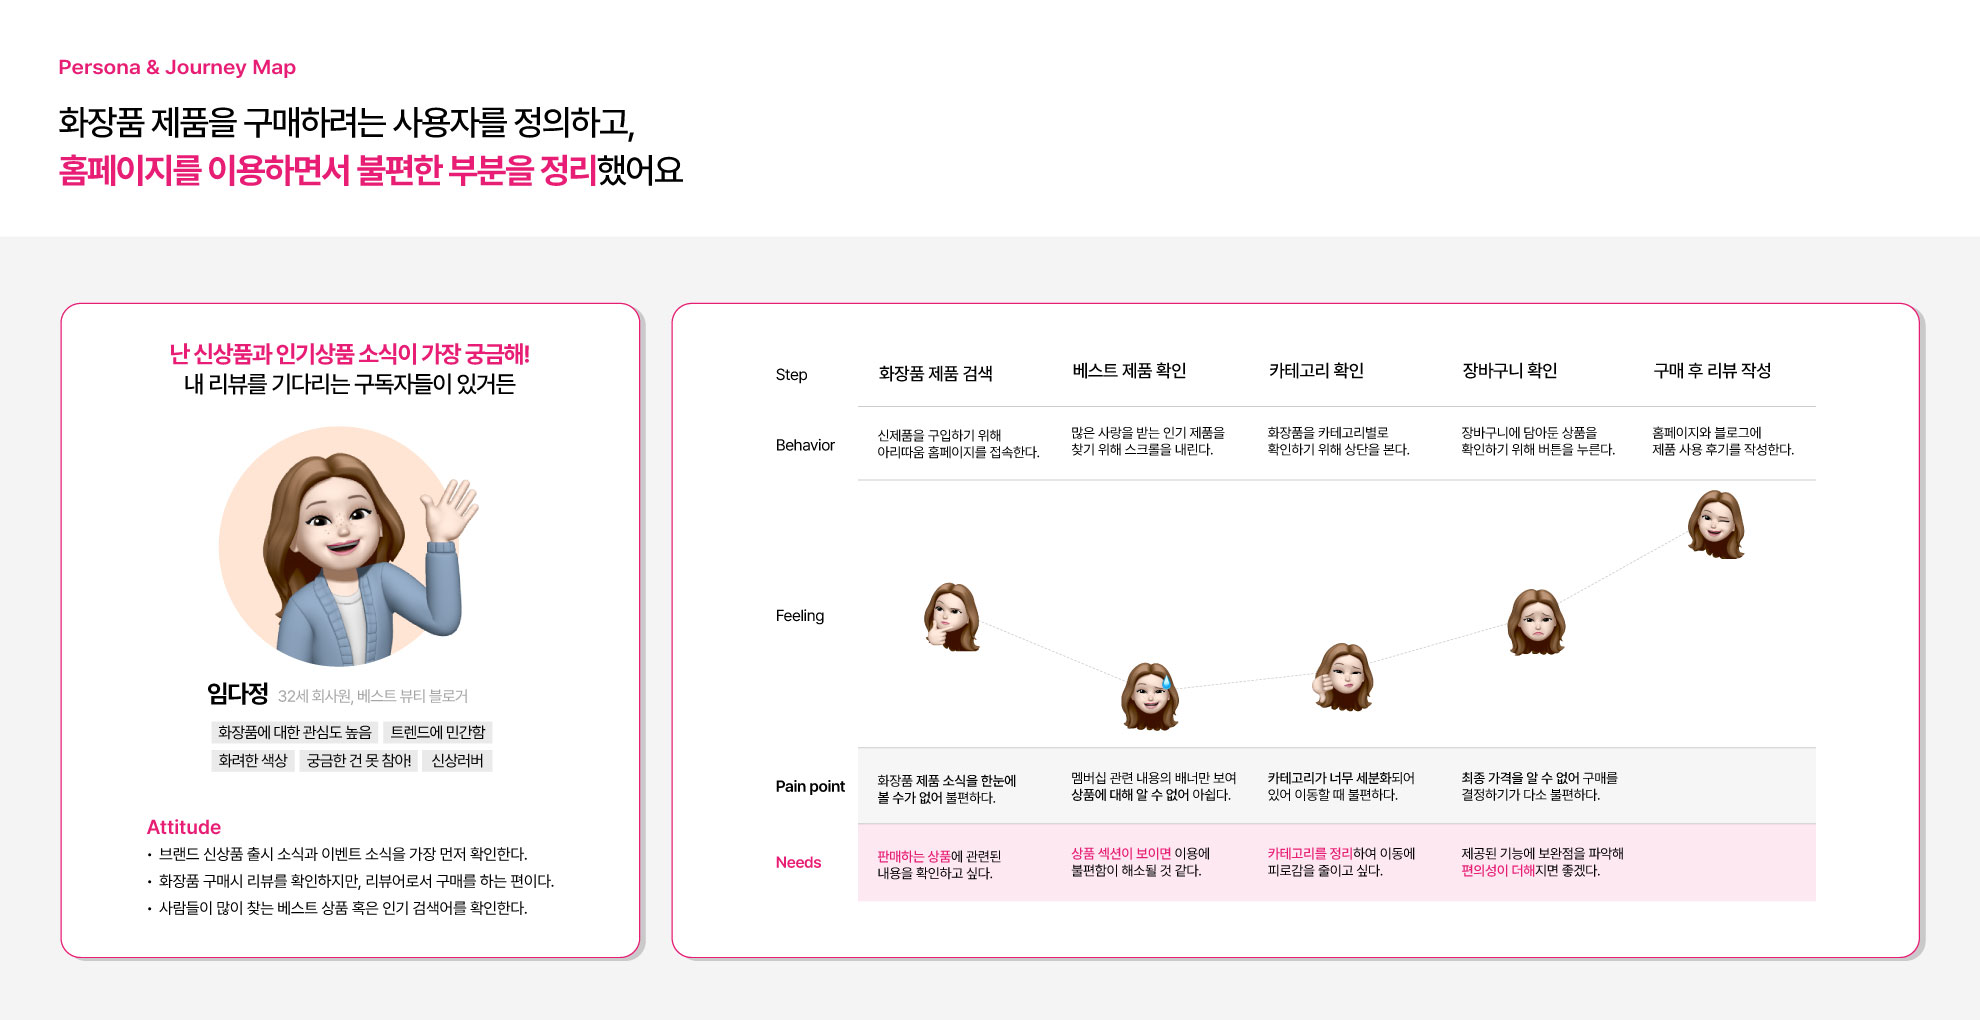 Persona & Journey Map
화장품 제품을 구매하려는 사용자를 정의하고,
홈페이지를 이용하면서 불편한 부분을 정리했어요
난 신상품과 인기상품 소식이 가장 궁금해!
내 리뷰를 기다리는 구독자들이 있거든
임다정 32세 회사원, 베스트 뷰티 블로거
화장품에 대한 관심도 높음 트렌드에 민간함
화려한 색상 궁금한 건 못 참아! 신상러버
Attitude
• 브랜드 신상품 출시 소식과 이벤트 소식을 가장 먼저 확인한다.
• 화장품 구매시 리뷰를 확인하지만, 리뷰어로서 구매를 하는 편이다.
• 사람들이 많이 찾는 베스트 상품 혹은 인기 검색어를 확인한다.
Step 화장품 제품 검색 베스트 제품 확인 카테고리 확인 장바구니 확인 구매 후 리뷰 작성
Behavior
신제품을 구입하기 위해
아리따움 홈페이지를 접속한다.
많은 사랑을 받는 인기 제품을
찾기 위해 스크롤을 내린다.
화장품을 카테고리별로
확인하기 위해 상단을 본다.
장바구니에 담아둔 상품을
확인하기 위해 버튼을 누른다.
홈페이지와 블로그에
제품 사용 후기를 작성한다.
Feeling
Pain point
화장품 제품 소식을 한눈에
볼 수가 없어 불편하다.
멤버십 관련 내용의 배너만 보여
상품에 대해 알 수 없어 아쉽다.
카테고리가 너무 세분화되어
있어 이동할 때 불편하다.
최종 가격을 알 수 없어 구매를
결정하기가 다소 불편하다.
Needs
판매하는 상품에 관련된
내용을 확인하고 싶다.
상품 섹션이 보이면 이용에
불편함이 해소될 것 같다.
카테고리를 정리하여 이동에
피로감을 줄이고 싶다.
제공된 기능에 보완점을 파악해
편의성이 더해지면 좋겠다.